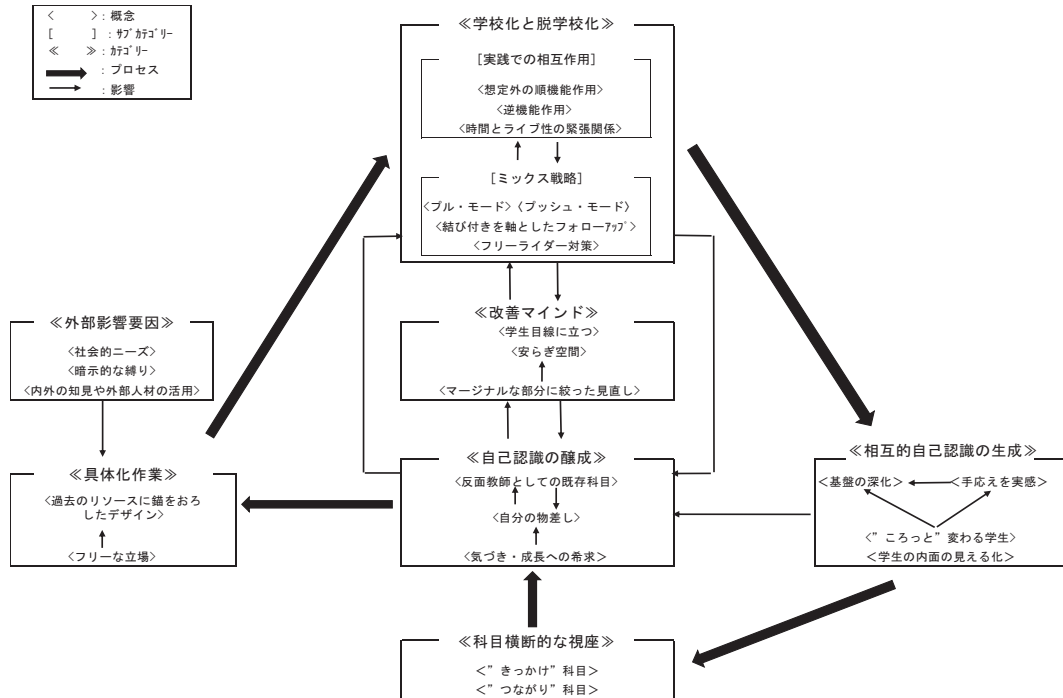 < >：概念
[ ]：ｻﾌﾞｶﾃｺﾞﾘｰ
≪ ≫：ｶﾃｺﾞﾘｰ
：プロセス
：影響
≪学校化と脱学校化≫
[実践での相互作用]
<想定外の順機能作用>
<逆機能作用>
<時間とライブ性の緊張関係>
[ミックス戦略]
<プル・モード>〈プッシュ・モード〉
<結び付きを軸としたフォローｱｯﾌﾟ>
<フリーライダー対策>
≪改善マインド≫
<学生目線に立つ>
<安らぎ空間>
<マージナルな部分に絞った見直し>
≪外部影響要因≫
<社会的ニーズ>
<暗示的な縛り>
<内外の知見や外部人材の活用>
≪具体化作業≫
<過去のリソースに錨をおろ
したデザイン>
<フリーな立場>
≪自己認識の醸成≫
<反面教師としての既存科目>
<自分の物差し>
<気づき・成長への希求>
≪相互的自己認識の生成≫
<基盤の深化>
<手応えを実感>
<”ころっと”変わる学生>
<学生の内面の見える化>
≪科目横断的な視座≫
<”きっかけ”科目>
<”つながり”科目>